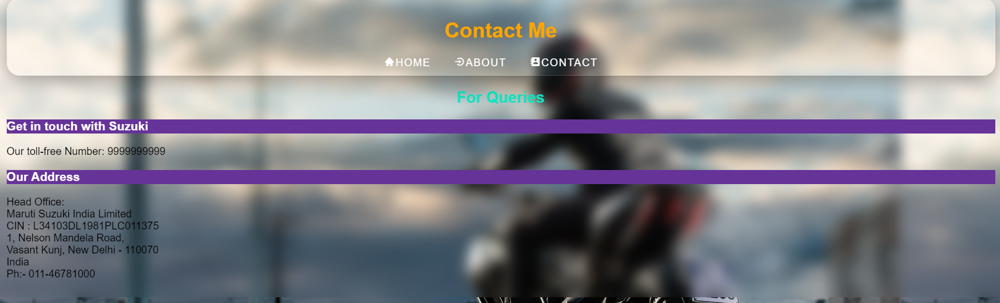 Contact Me
HOME ABOUT CONTACT
For Queries
Get in touch with Suzuki
Our toll-free Number: 9999999999
Our Address
Head Office:
Maruti Suzuki India Limited
CIN : L34103DL1981PLC011375
1, Nelson Mandela Road,
Vasant Kunj, New Delhi - 110070
India
Ph:- 011-46781000